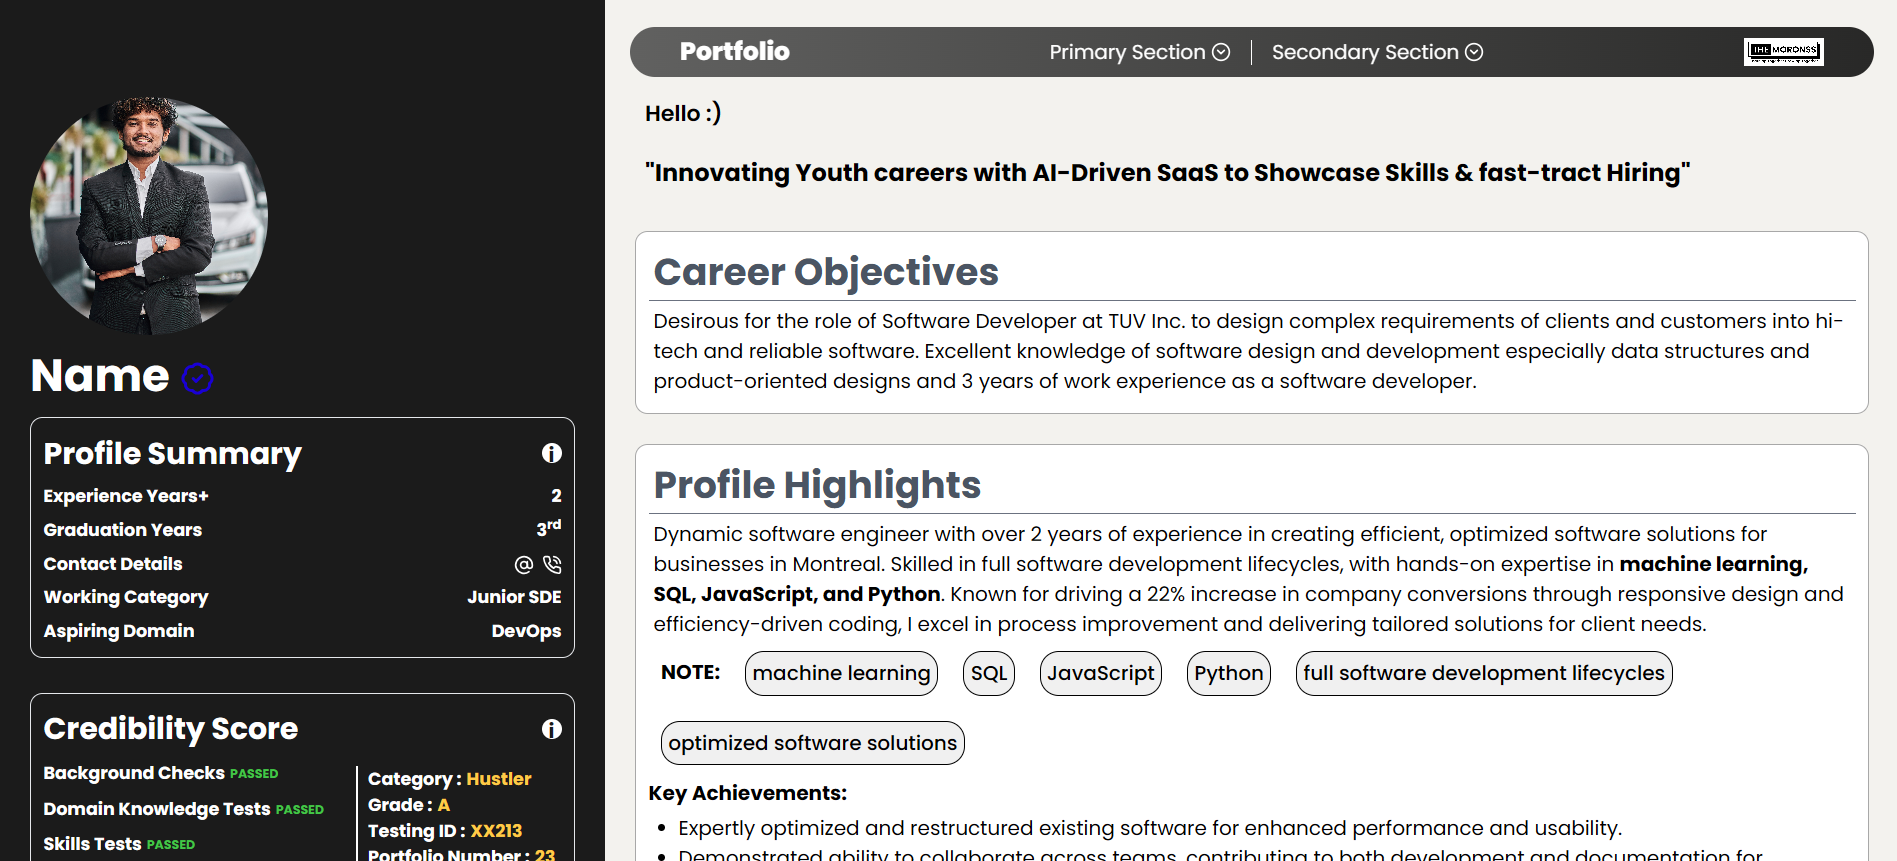 Name
Profile Summary
Experience Years+ 2
Graduation Years 3rd
Contact Details
Working Category Junior SDE
Aspiring Domain DevOps
Credibility Score
Background Checks PASSED
Domain Knowledge Tests PASSED
Skills Tests PASSED
Category : Hustler
Grade : A
Testing ID : XX213
Portfolio Number : 23
Portfolio
Primary Section
Secondary Section
THE MORONSS
Hello :)
"Innovating Youth careers with AI-Driven SaaS to Showcase Skills & fast-tract Hiring"
Career Objectives
Desirous for the role of Software Developer at TUV Inc. to design complex requirements of clients and customers into hi-
tech and reliable software. Excellent knowledge of software design and development especially data structures and
product-oriented designs and 3 years of work experience as a software developer.
Profile Highlights
Dynamic software engineer with over 2 years of experience in creating efficient, optimized software solutions for
businesses in Montreal. Skilled in full software development lifecycles, with hands-on expertise in machine learning,
SQL, JavaScript, and Python. Known for driving a 22% increase in company conversions through responsive design and
efficiency-driven coding, I excel in process improvement and delivering tailored solutions for client needs.
NOTE: machine learning SQL JavaScript Python full software development lifecycles
optimized software solutions
Key Achievements:
Expertly optimized and restructured existing software for enhanced performance and usability.
Demonstrated ability to collaborate across teams, contributing to both development and documentation for